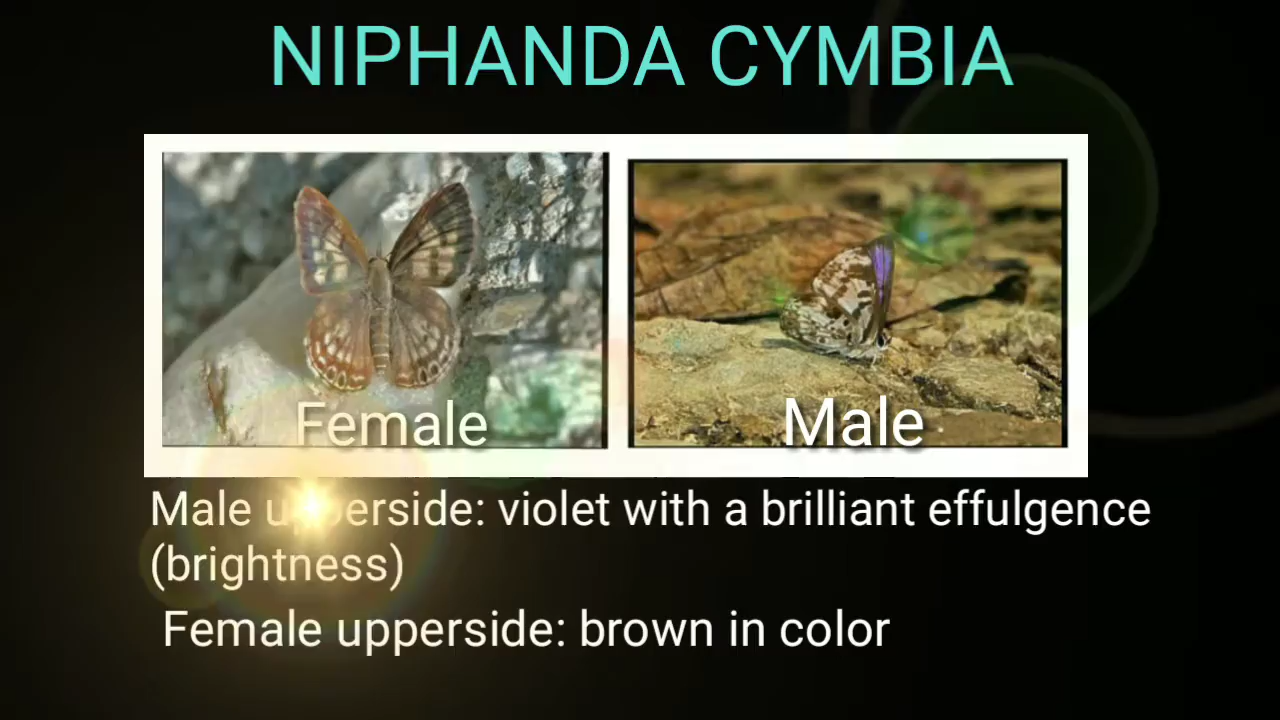 NIPHANDA CYMBIA
Female
Male
Male upperside: violet with a brilliant effulgence
(brightness)
Female upperside: brown in color